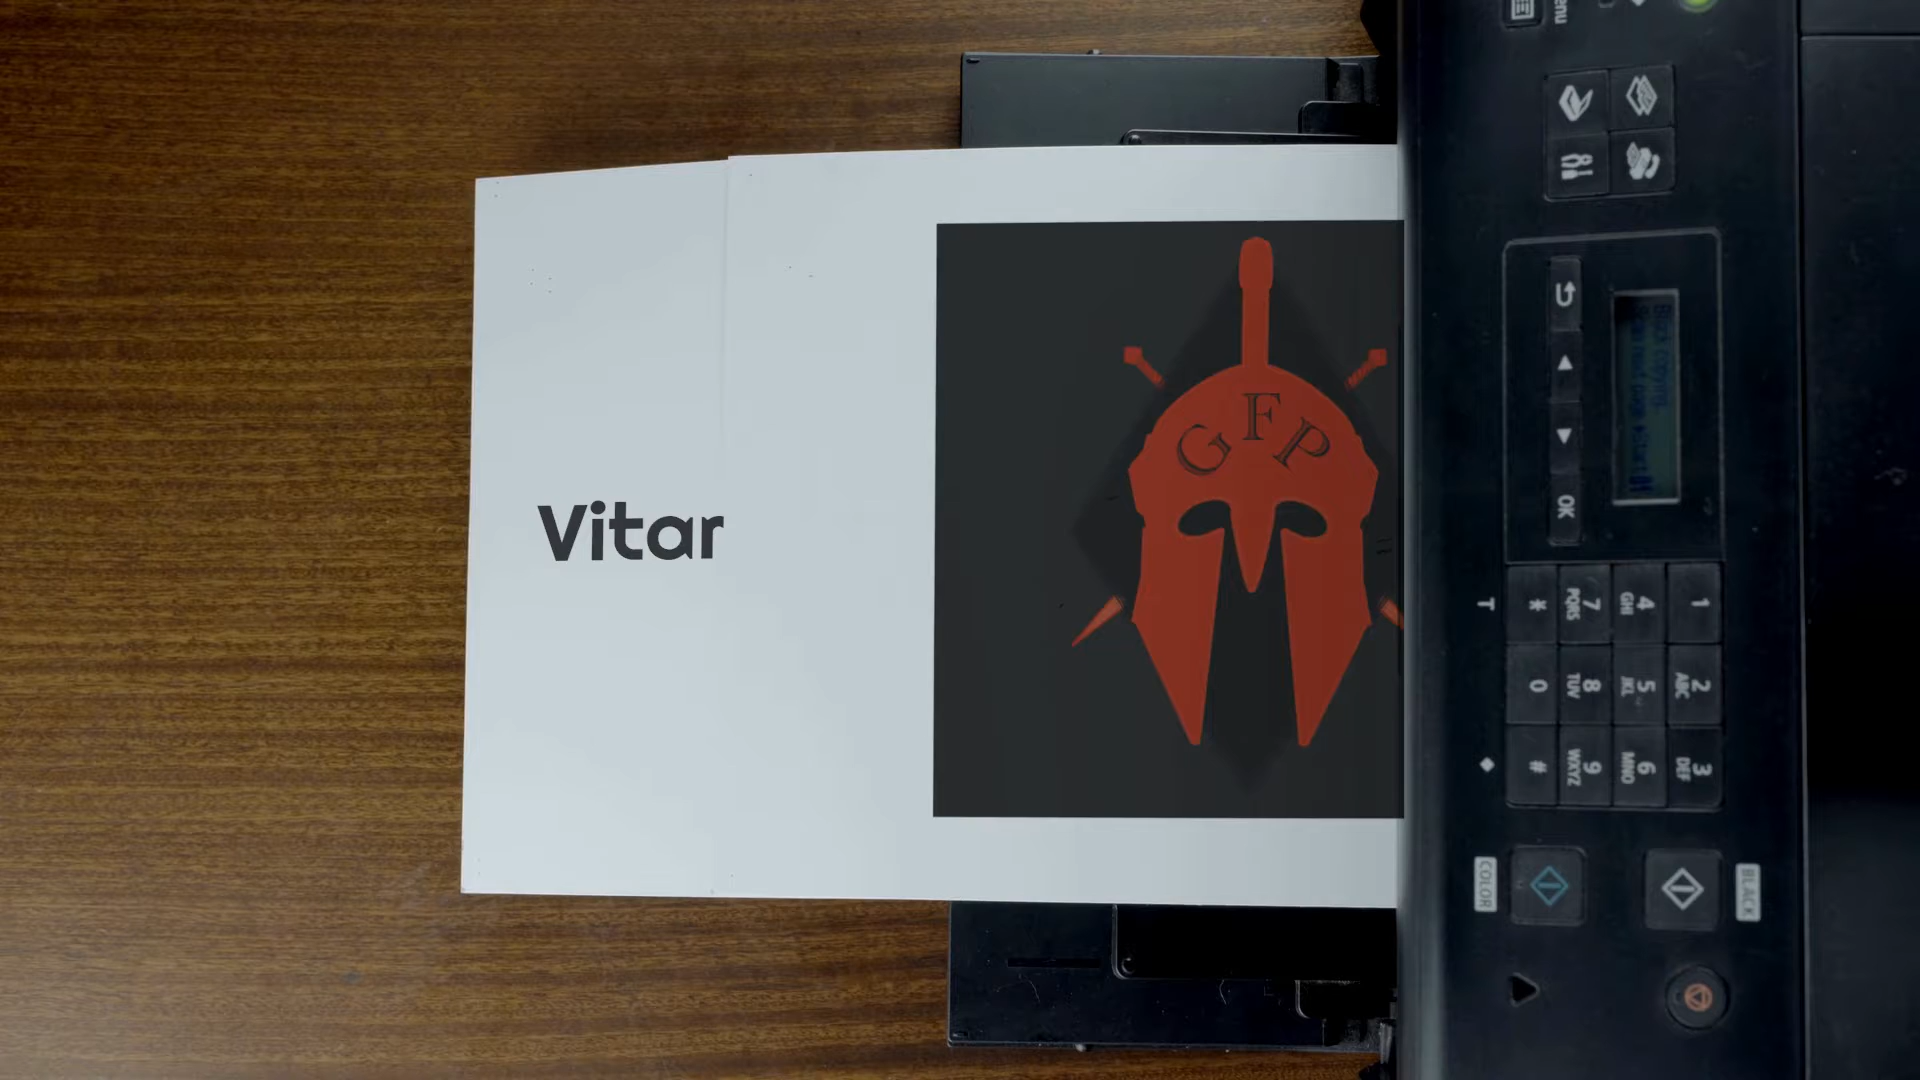 Vitar
GFP
enu
OK
1
2 ABC
3 DEF
4 GHI
5 JKL
6 MNO
7 PQRS
8 TUV
9 WXYZ
*
0
#
T
COLOR
BLACK